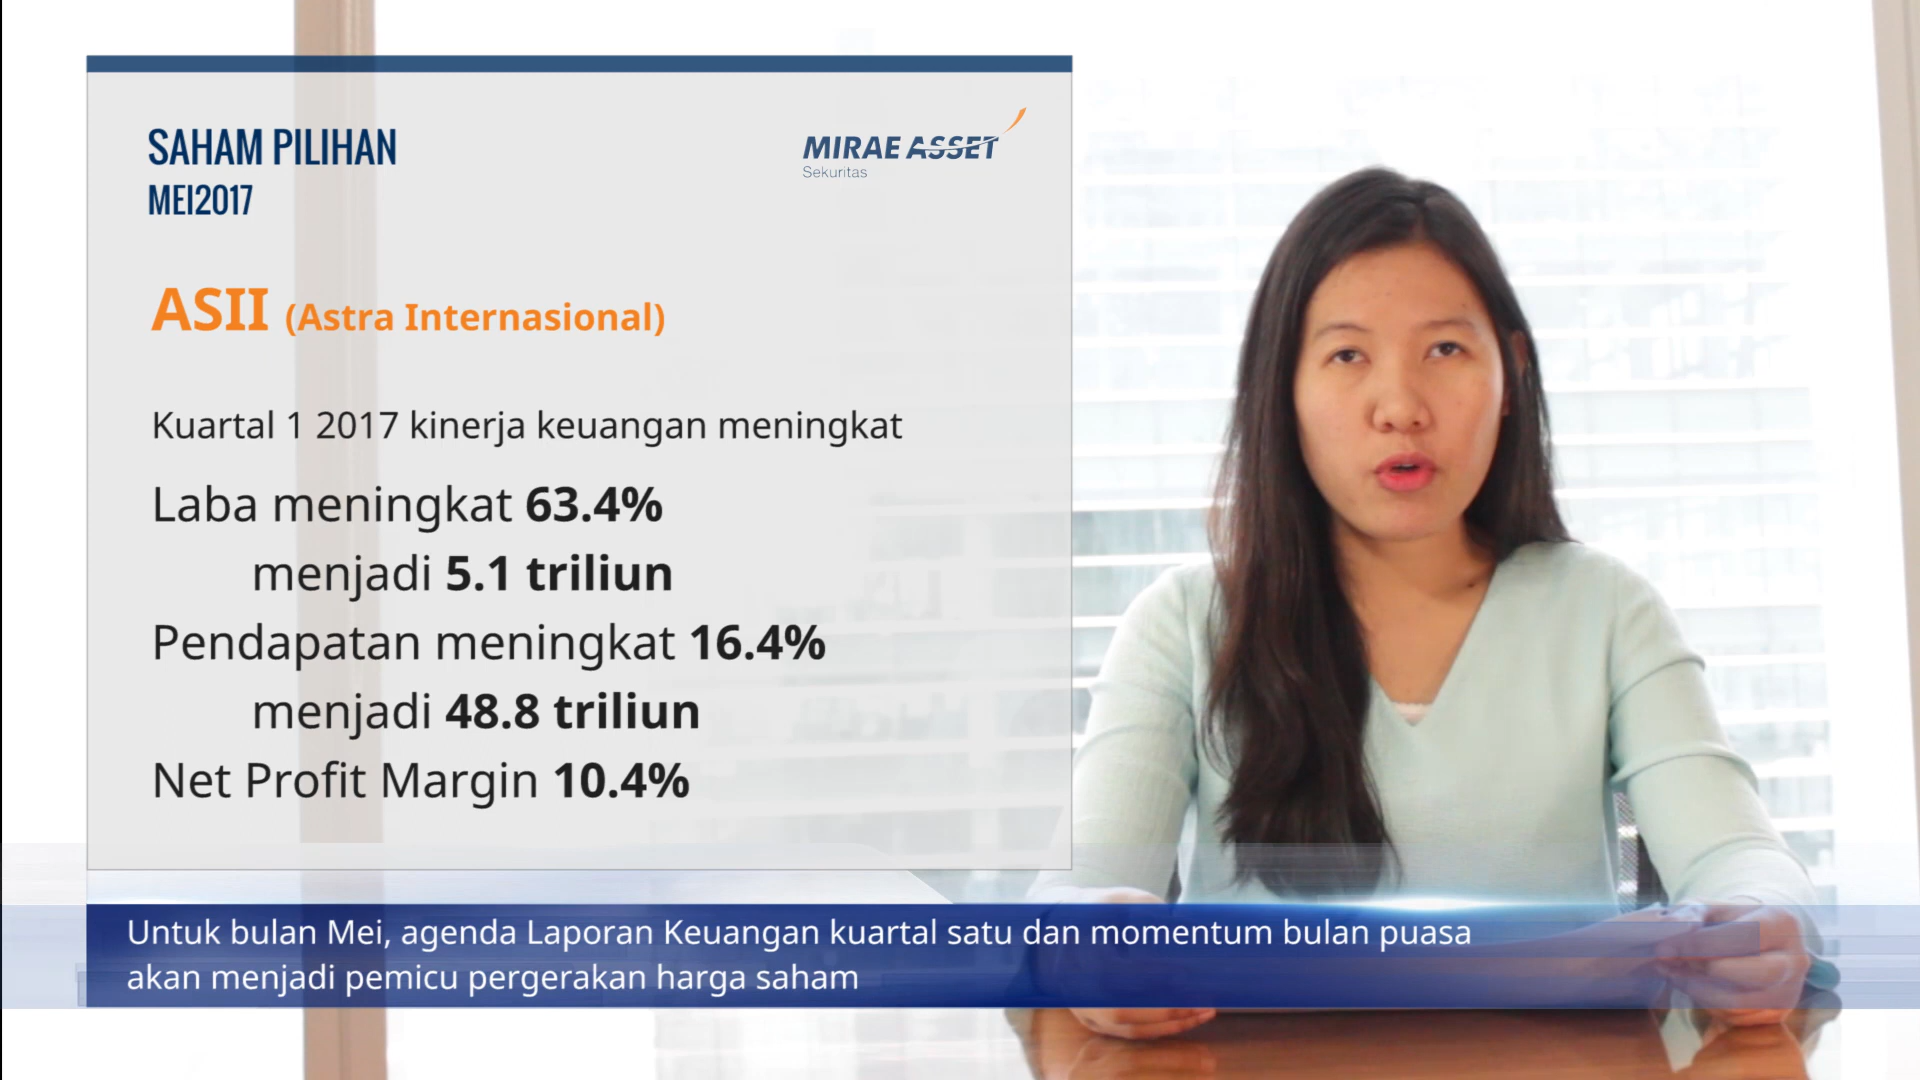 SAHAM PILIHAN
MEI2017
MIRAE ASSET
Sekuritas
ASII (Astra Internasional)
Kuartal 1 2017 kinerja keuangan meningkat
Laba meningkat 63.4%
menjadi 5.1 triliun
Pendapatan meningkat 16.4%
menjadi 48.8 triliun
Net Profit Margin 10.4%
Untuk bulan Mei, agenda Laporan Keuangan kuartal satu dan momentum bulan puasa
akan menjadi pemicu pergerakan harga saham